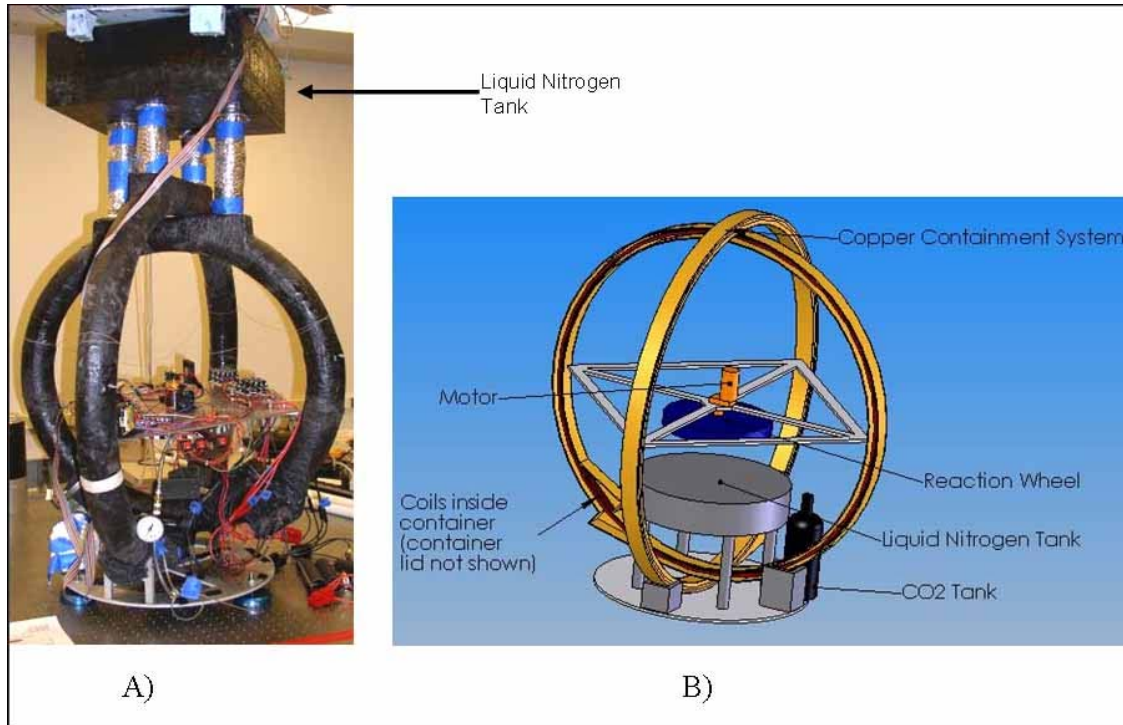 Liquid Nitrogen
Tank
Copper Containment System
Motor
Reaction Wheel
Coils inside
container
(container
lid not shown)
Liquid Nitrogen Tank
CO2 Tank
A)
B)